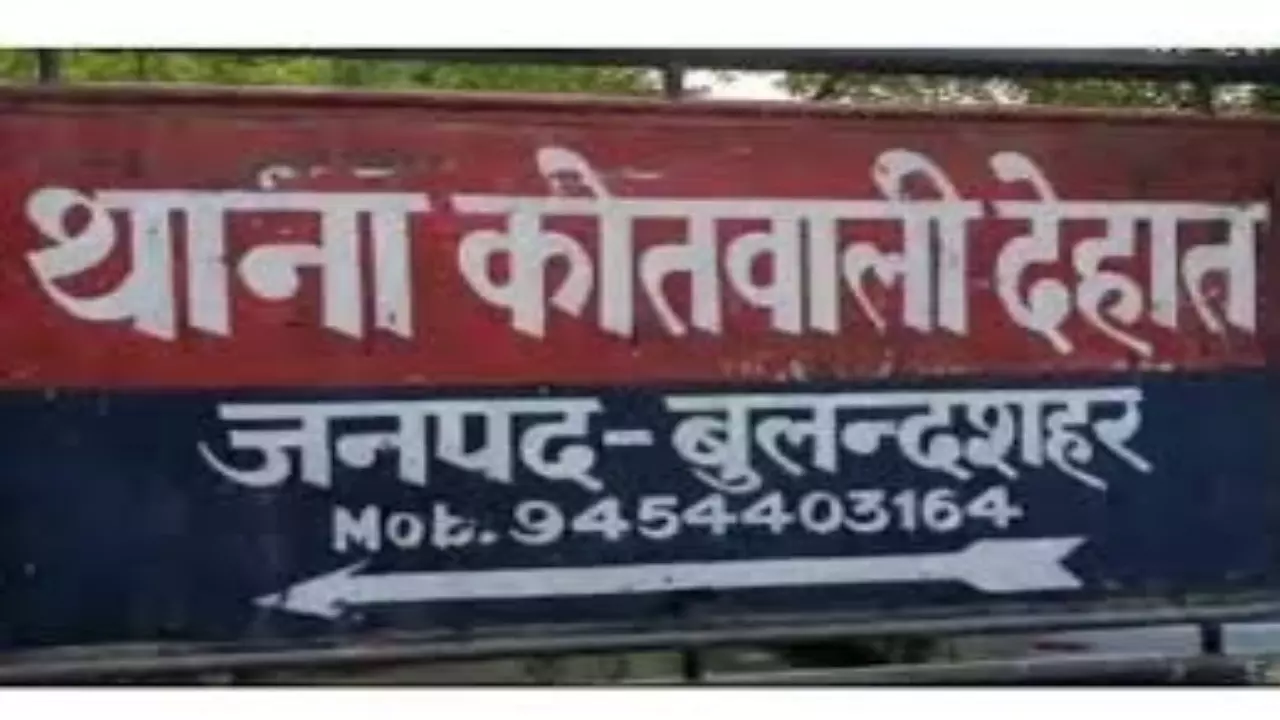 थाना कोतवाली देहात
जनपद-बुलन्दशहर
Mob. 9454403164